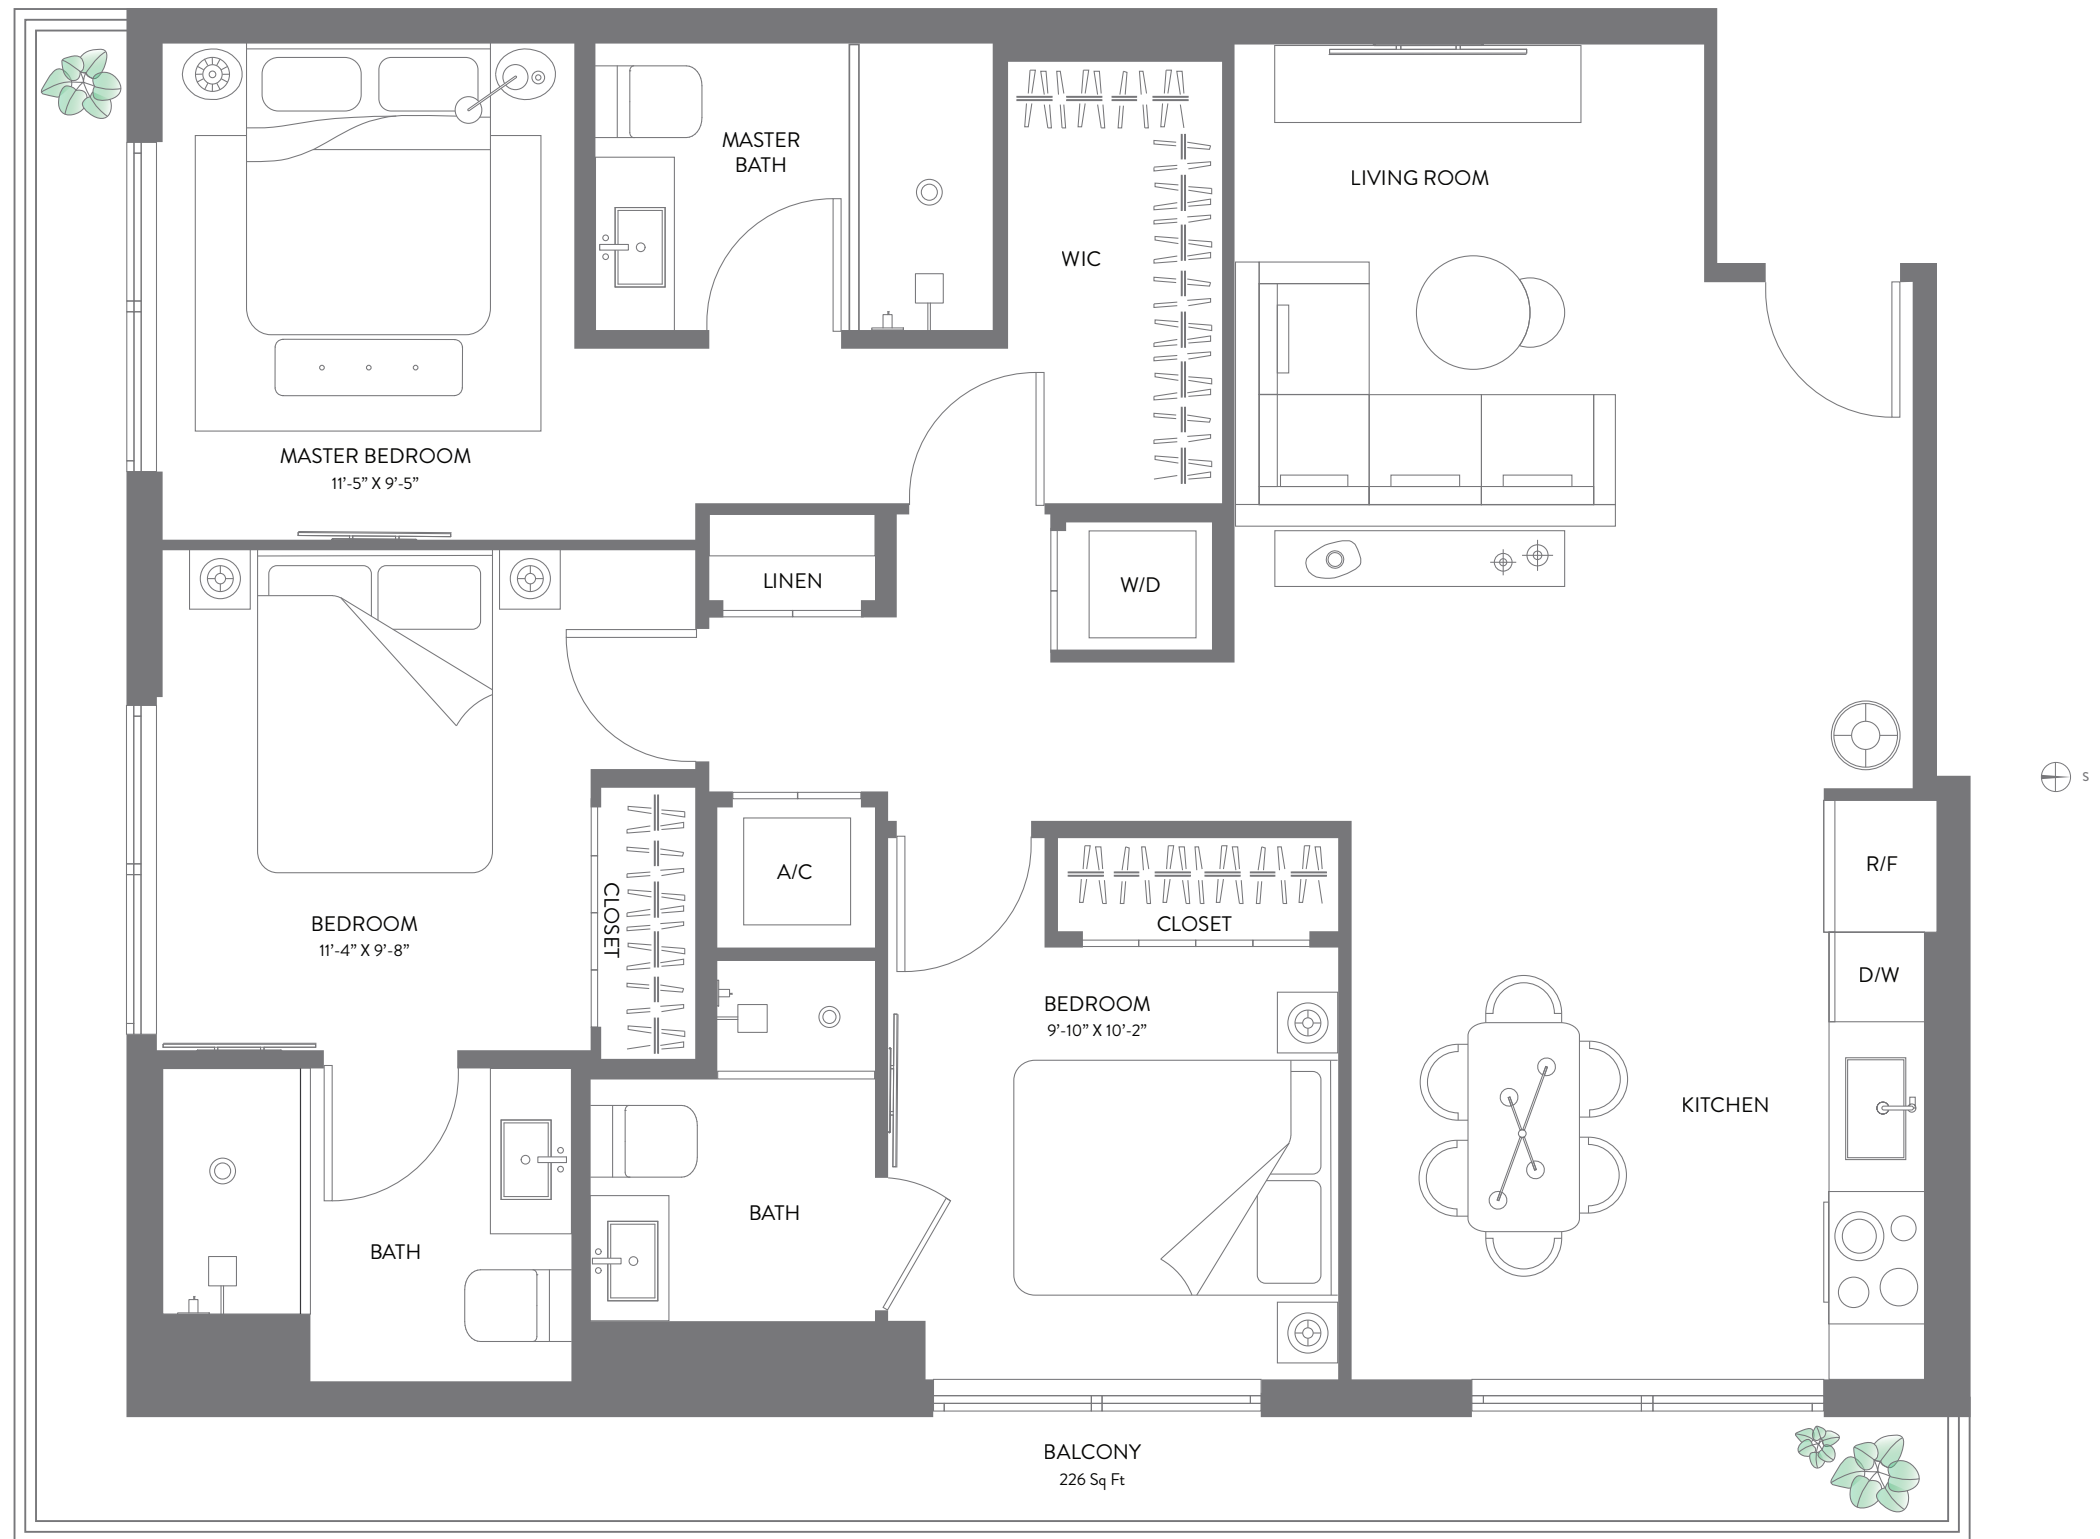 MASTER
BATH
LIVING ROOM
WIC
MASTER BEDROOM
11'-5” X 9'-5”
LINEN
W/D
S
A/C
R/F
CLOSET
CLOSET
BEDROOM
11'-4” X 9'-8”
D/W
BEDROOM
9'-10” X 10'-2”
KITCHEN
BATH
BATH
BALCONY
226 Sq Ft